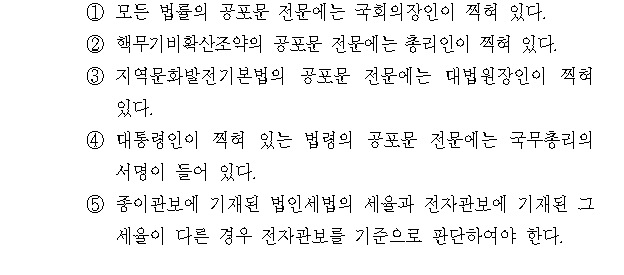 ① 모든 법률의 공포문 전문에는 국회의장인이 찍혀 있다.
② 핵무기비확산조약의 공포문 전문에는 총리인이 찍혀 있다.
③ 지역문화발전기본법의 공포문 전문에는 대법원장인이 찍혀
있다.
④ 대통령인이 찍혀 있는 법령의 공포문 전문에는 국무총리의
서명이 들어 있다.
⑤ 종이관보에 기재된 법인세법의 세율과 전자관보에 기재된 그
세율이 다른 경우 전자관보를 기준으로 판단하여야 한다.